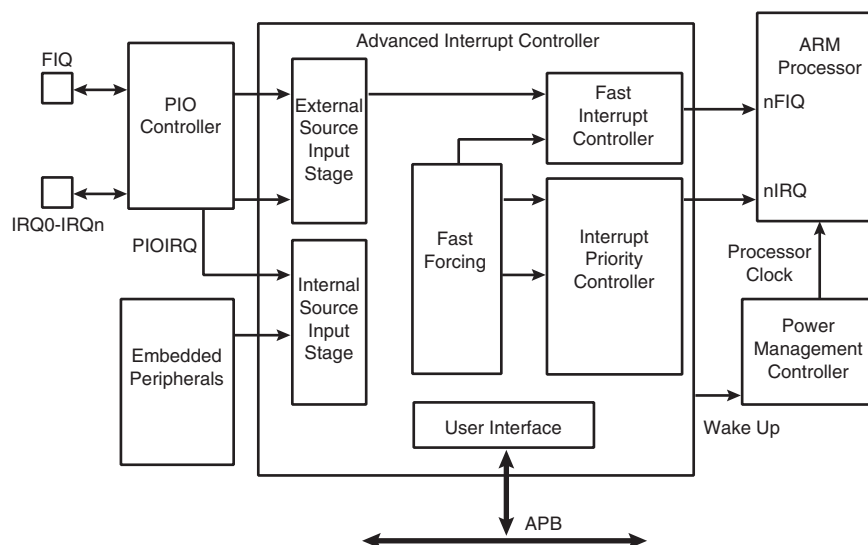 Advanced Interrupt Controller
FIQ
PIO
Controller
IRQ0-IRQn
PIOIRQ
External
Source
Input
Stage
Internal
Source
Input
Stage
Embedded
Peripherals
Fast
Forcing
Fast
Interrupt
Controller
Interrupt
Priority
Controller
ARM
Processor
nFIQ
nIRQ
Processor
Clock
Power
Management
Controller
Wake Up
User Interface
APB